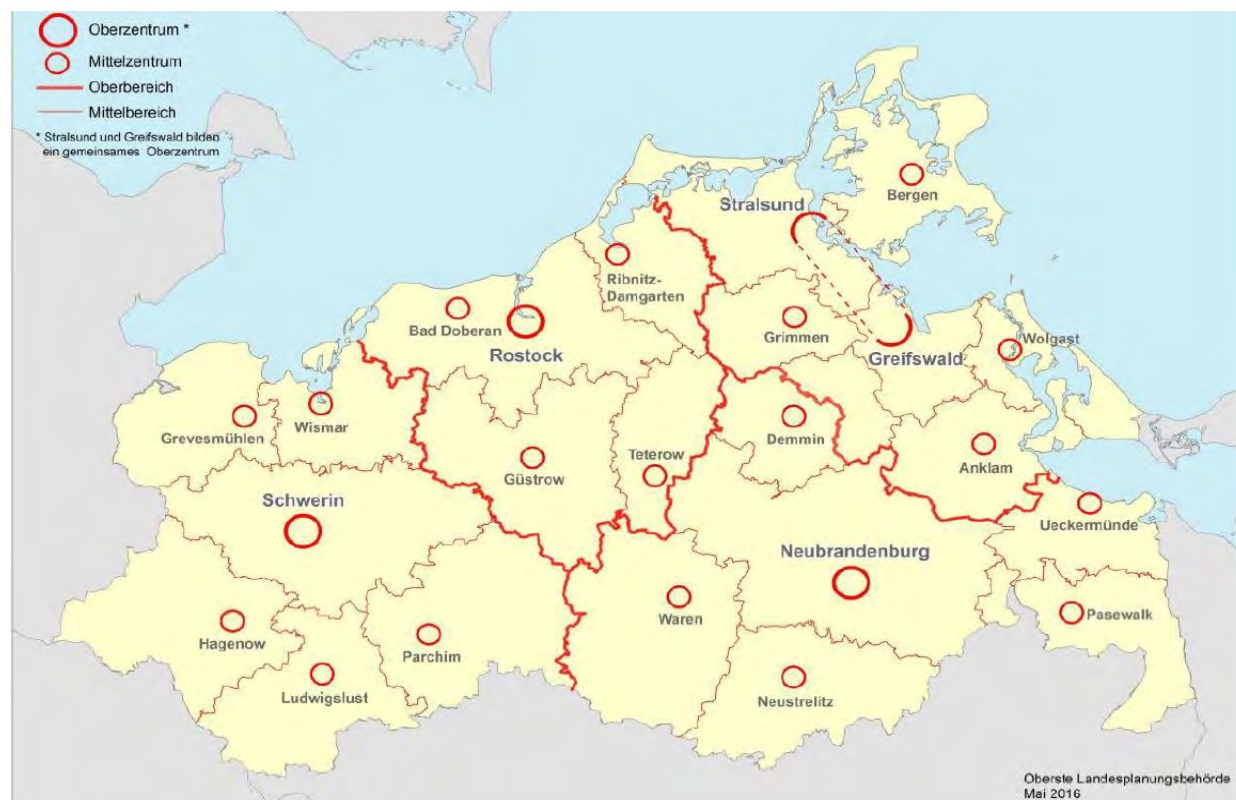 Oberzentrum *
Mittelzentrum
Oberbereich
Mittelbereich
* Stralsund und Greifswald bilden
ein gemeinsames Oberzentrum
Bergen
Stralsund
Ribnitz-
Damgarten
Bad Doberan
Rostock
Grimmen
Greifswald
Wolgast
Grevesmühlen
Wismar
Güstrow
Teterow
Demmin
Anklam
Schwerin
Ueckermünde
Neubrandenburg
Hagenow
Parchim
Waren
Pasewalk
Ludwigslust
Neustrelitz
Oberste Landesplanungsbehörde
Mai 2016